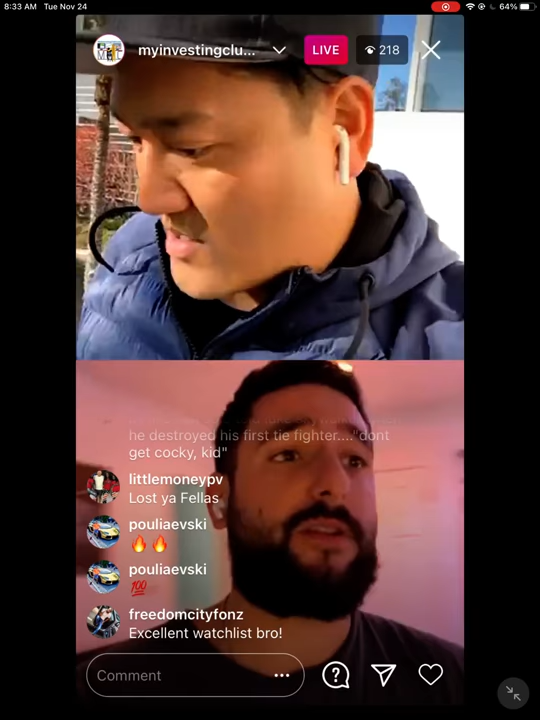 8:33 AM Tue Nov 24
64%
myinvestingclu...
LIVE
218
he destroyed his first tie fighter...."dont
get cocky, kid"
littlemoneypv
Lost ya Fellas
pouliaevski
🔥🔥
pouliaevski
💯
freedomcityfonz
Excellent watchlist bro!
Comment